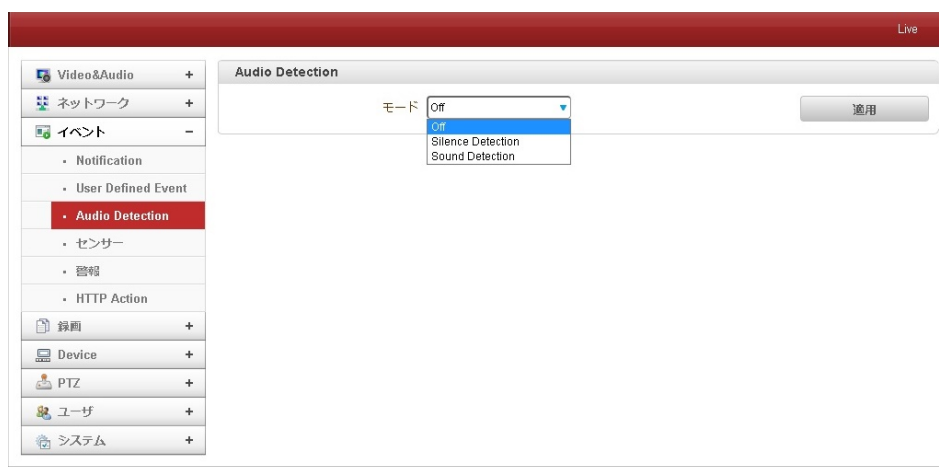 Live
Video&Audio +
ネットワーク +
イベント -
Notification
User Defined Event
Audio Detection
センサー
警報
HTTP Action
録画 +
Device +
PTZ +
ユーザ +
システム +
Audio Detection
モード Off
Off
Silence Detection
Sound Detection
適用